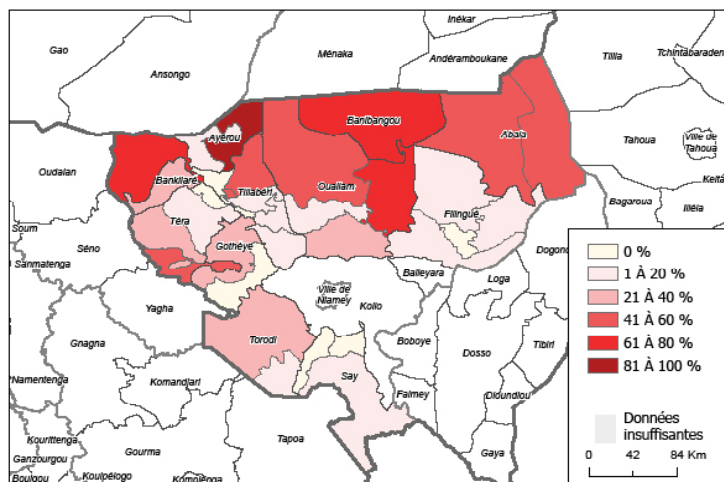 Gao
Ansongo
Ménaka
Inékar
Andéramboukane
Tillia
Tchintabaraden
Oudalan
Ayérou
Banibangou
Abala
Tahoua
Ville de
Tahoua
Bankilaré
Tillabéri
Ouallam
Keita
Bagaroua
Illéla
Soum
Séno
Téra
Filingué
Gothèye
Sanmatenga
Dogond
Yagha
Ville de
Niamey
Kollo
Balleyara
Loga
Gnagna
Torodi
Boboye
Dosso
Tibiri
Namentenga
Komandjari
Say
Falmey
Dioundiou
Kouritenga
Gourma
Tapoa
Gaya
Ganzourgou
Boulgou
Koulpélogo
Kompienga
0 %
1 À 20 %
21 À 40 %
41 À 60 %
61 À 80 %
81 À 100 %
Données
insuffisantes
0 42 84 Km